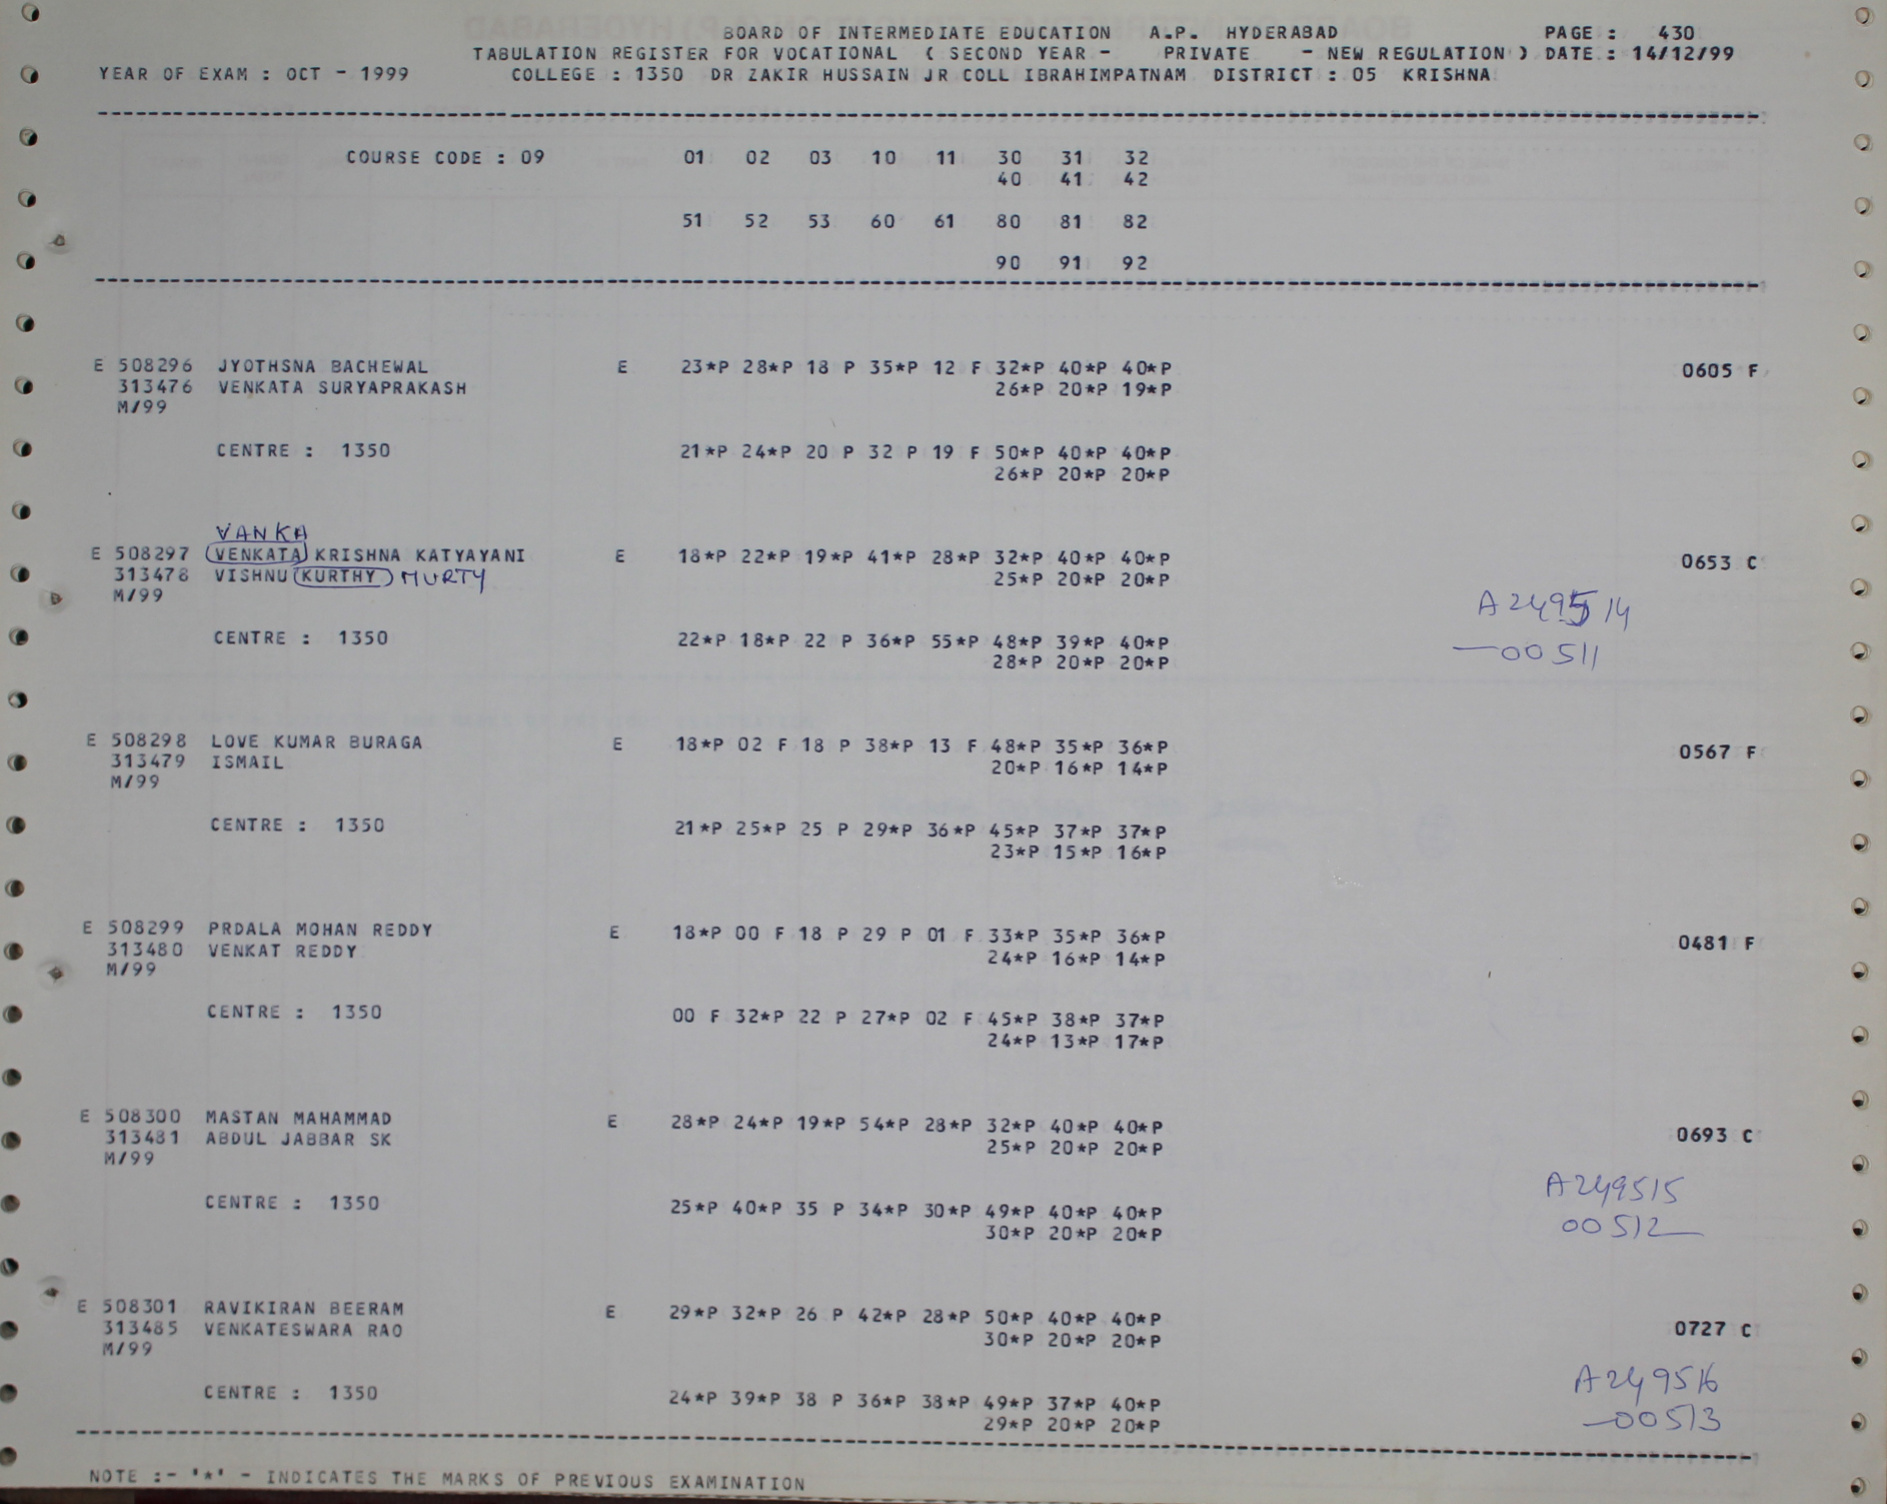 BOARD OF INTERMEDIATE EDUCATION A.P. HYDERABAD PAGE : 430
TABULATION REGISTER FOR VOCATIONAL ( SECOND YEAR - PRIVATE - NEW REGULATION ) DATE : 14/12/99
YEAR OF EXAM : OCT - 1999 COLLEGE : 1350 DR ZAKIR HUSSAIN JR COLL IBRAHIMPATNAM DISTRICT : 05 KRISHNA
COURSE CODE : 09 01 02 03 10 11 30 31 32
40 41 42
51 52 53 60 61 80 81 82
90 91 92
E 508296 JYOTHSNA BACHEWAL E 23*P 28*P 18 P 35*P 12 F 32*P 40*P 40*P 0605 F
313476 VENKATA SURYAPRAKASH 26*P 20*P 19*P
M/99
CENTRE : 1350 21*P 24*P 20 P 32 P 19 F 50*P 40*P 40*P
26*P 20*P 20*P
VANKA
E 508297 VENKATA KRISHNA KATYAYANI E 18*P 22*P 19*P 41*P 28*P 32*P 40*P 40*P 0653 C
313478 VISHNU KURTHY MURTY 25*P 20*P 20*P
M/99 A249514
CENTRE : 1350 22*P 18*P 22 P 36*P 55*P 48*P 39*P 40*P
28*P 20*P 20*P
00511
E 508298 LOVE KUMAR BURAGA E 18*P 02 F 18 P 38*P 13 F 48*P 35*P 36*P 0567 F
313479 ISMAIL 20*P 16*P 14*P
M/99
CENTRE : 1350 21*P 25*P 25 P 29*P 36*P 45*P 37*P 37*P
23*P 15*P 16*P
E 508299 PRDALA MOHAN REDDY E 18*P 00 F 18 P 29 P 01 F 33*P 35*P 36*P 0481 F
313480 VENKAT REDDY 24*P 16*P 14*P
M/99
CENTRE : 1350 00 F 32*P 22 P 27*P 02 F 45*P 38*P 37*P
24*P 13*P 17*P
E 508300 MASTAN MAHAMMAD E 28*P 24*P 19*P 54*P 28*P 32*P 40*P 40*P 0693 C
313481 ABDUL JABBAR SK 25*P 20*P 20*P
M/99
A249515
CENTRE : 1350 25*P 40*P 35 P 34*P 30*P 49*P 40*P 40*P
30*P 20*P 20*P
00512
E 508301 RAVIKIRAN BEERAM E 29*P 32*P 26 P 42*P 28*P 50*P 40*P 40*P 0727 C
313485 VENKATESWARA RAO 30*P 20*P 20*P
M/99
A249516
CENTRE : 1350 24*P 39*P 38 P 36*P 38*P 49*P 37*P 40*P
29*P 20*P 20*P
00513
NOTE :- '*' - INDICATES THE MARKS OF PREVIOUS EXAMINATION